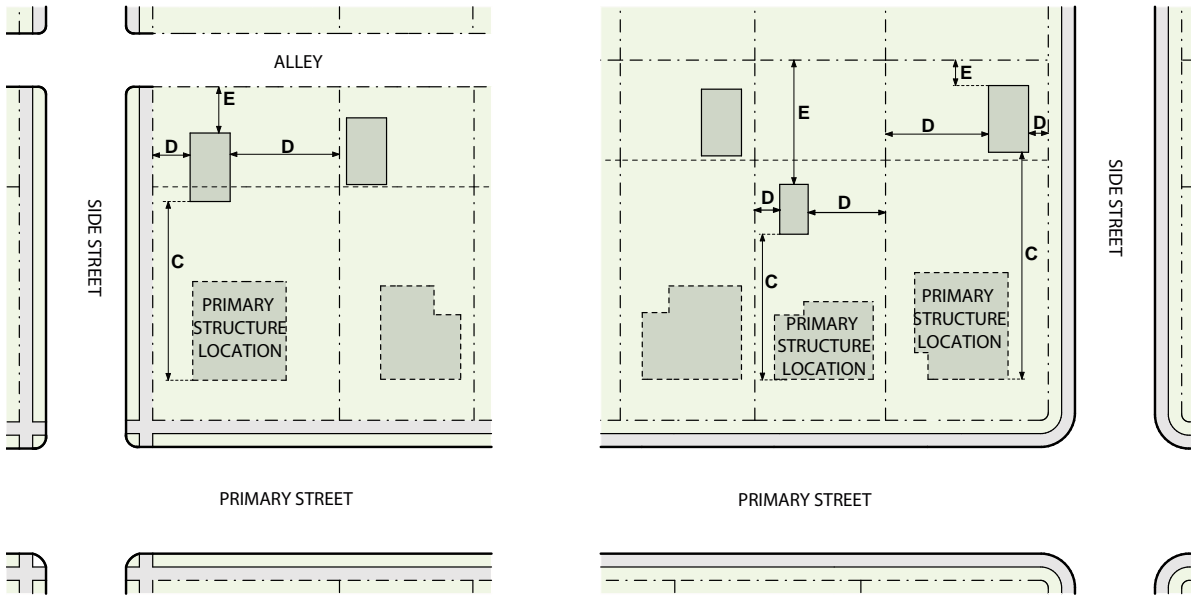 ALLEY
E
D
D
C
SIDE STREET
PRIMARY
STRUCTURE
LOCATION
PRIMARY STREET
E
E
D
D
D
D
C
C
PRIMARY
STRUCTURE
LOCATION
PRIMARY
STRUCTURE
LOCATION
SIDE STREET
PRIMARY STREET